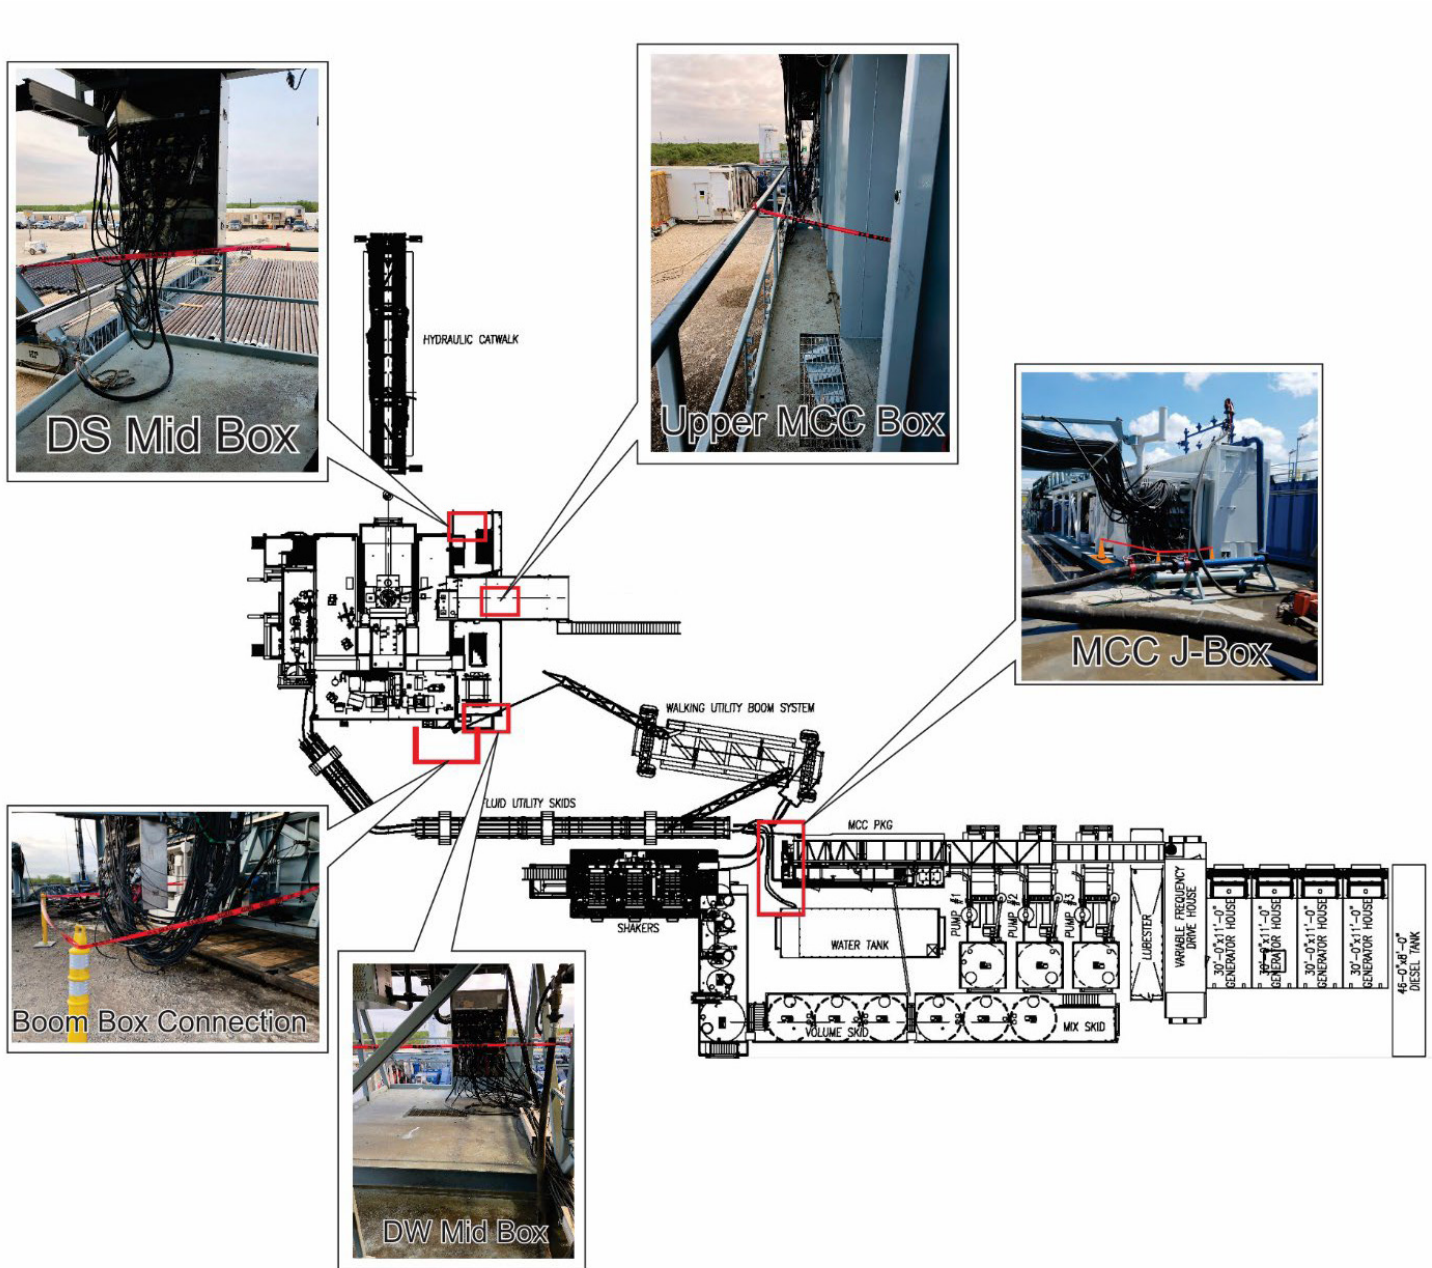 DS Mid Box
Upper MCC Box
HYDRAULIC CATWALK
MCC J-Box
WALKING UTILITY BOOM SYSTEM
FLUID UTILITY SKIDS
MCC PKG
Boom Box Connection
SHAKERS
WATER TANK
PUMP #1
PUMP #2
PUMP #3
LUBESTER
VARIABLE FREQUENCY
DRIVE HOUSE
30'-0"x11'-0"
GENERATOR HOUSE
30'-0"x11'-0"
GENERATOR HOUSE
30'-0"x11'-0"
GENERATOR HOUSE
30'-0"x11'-0"
GENERATOR HOUSE
46-0"x8'-0"
DIESEL TANK
VOLUME SKID
MIX SKID
DW Mid Box